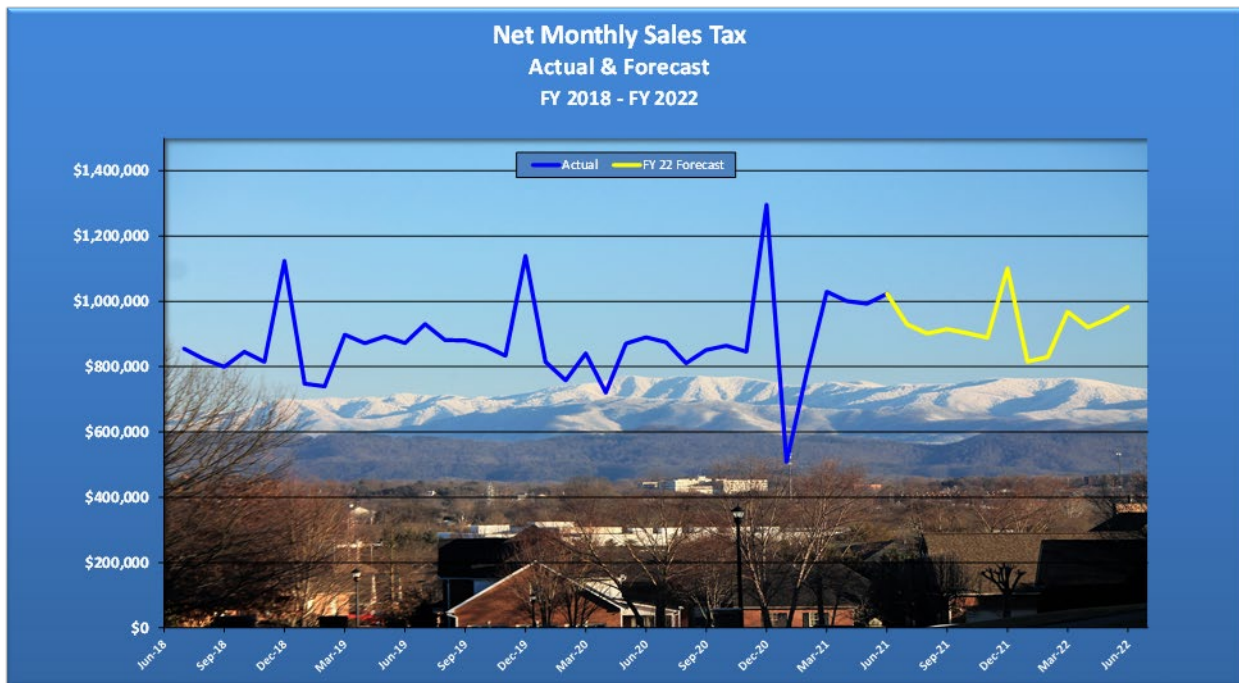 Net Monthly Sales Tax
Actual & Forecast
FY 2018 - FY 2022
Actual
FY 22 Forecast
$1,400,000
$1,200,000
$1,000,000
$800,000
$600,000
$400,000
$200,000
$0
Jun-18
Sep-18
Dec-18
Mar-19
Jun-19
Sep-19
Dec-19
Mar-20
Jun-20
Sep-20
Dec-20
Mar-21
Jun-21
Sep-21
Dec-21
Mar-22
Jun-22